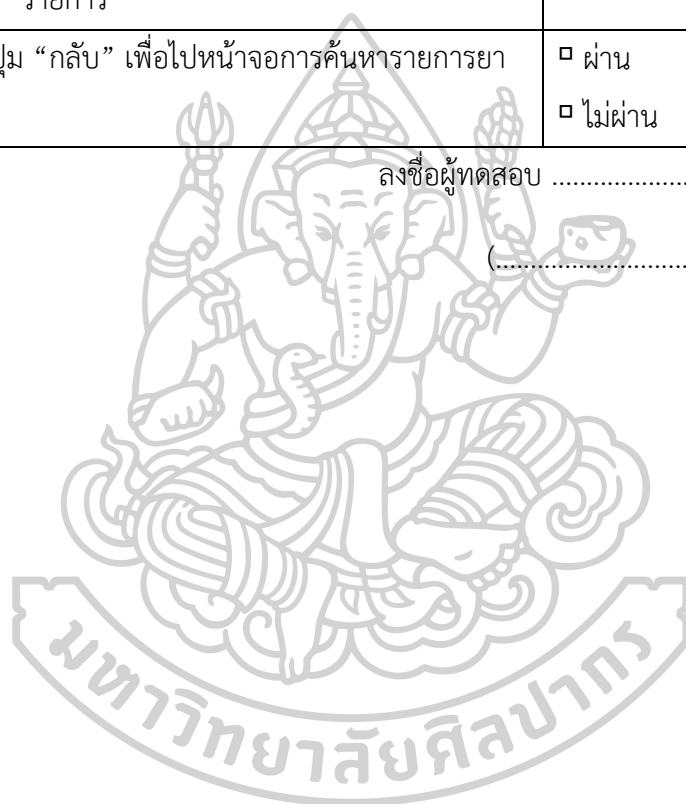 รายการ
ปุ่ม “กลับ” เพื่อไปหน้าจอการค้นหารายการยา
▫ ผ่าน
▫ ไม่ผ่าน
ลงชื่อผู้ทดสอบ ....................
(............................
มหาวิทยาลัยศิลปากร